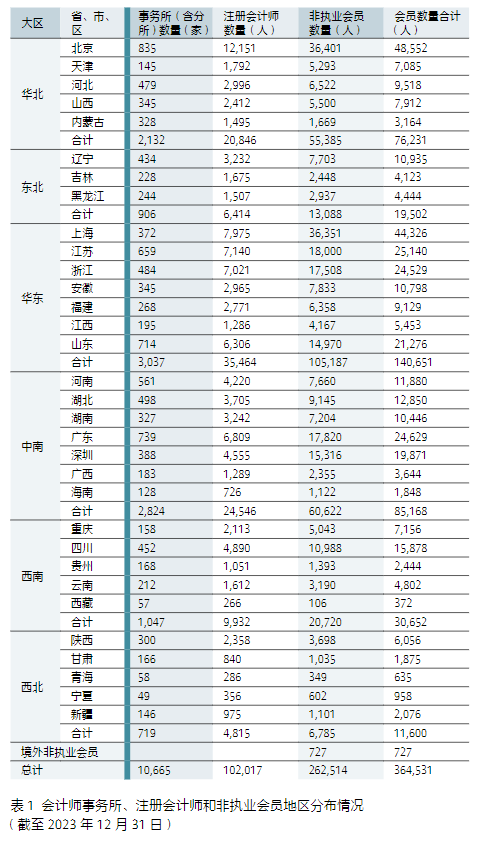 大区 省、市、区 事务所（含分所）数量（家） 注册会计师数量（人） 非执业会员数量（人） 会员数量合计（人）
华北 北京 835 12,151 36,401 48,552
天津 145 1,792 5,293 7,085
河北 479 2,996 6,522 9,518
山西 345 2,412 5,500 7,912
内蒙古 328 1,495 1,669 3,164
合计 2,132 20,846 55,385 76,231
东北 辽宁 434 3,232 7,703 10,935
吉林 228 1,675 2,448 4,123
黑龙江 244 1,507 2,937 4,444
合计 906 6,414 13,088 19,502
华东 上海 372 7,975 36,351 44,326
江苏 659 7,140 18,000 25,140
浙江 484 7,021 17,508 24,529
安徽 345 2,965 7,833 10,798
福建 268 2,771 6,358 9,129
江西 195 1,286 4,167 5,453
山东 714 6,306 14,970 21,276
合计 3,037 35,464 105,187 140,651
中南 河南 561 4,220 7,660 11,880
湖北 498 3,705 9,145 12,850
湖南 327 3,242 7,204 10,446
广东 739 6,809 17,820 24,629
深圳 388 4,555 15,316 19,871
广西 183 1,289 2,355 3,644
海南 128 726 1,122 1,848
合计 2,824 24,546 60,622 85,168
西南 重庆 158 2,113 5,043 7,156
四川 452 4,890 10,988 15,878
贵州 168 1,051 1,393 2,444
云南 212 1,612 3,190 4,802
西藏 57 266 106 372
合计 1,047 9,932 20,720 30,652
西北 陕西 300 2,358 3,698 6,056
甘肃 166 840 1,035 1,875
青海 58 286 349 635
宁夏 49 356 602 958
新疆 146 975 1,101 2,076
合计 719 4,815 6,785 11,600
境外非执业会员 727 727
总计 10,665 102,017 262,514 364,531
表 1 会计师事务所、注册会计师和非执业会员地区分布情况
（截至 2023 年 12 月 31 日）